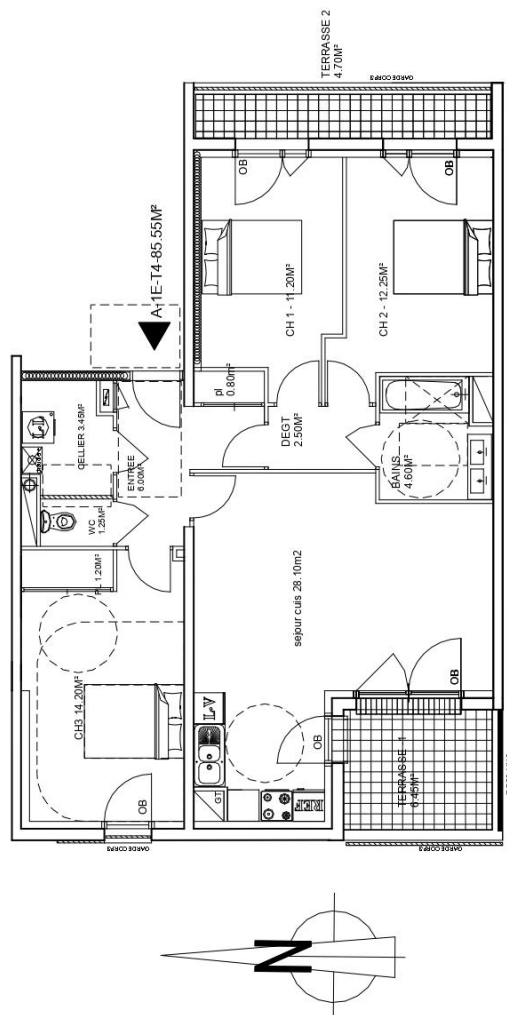 TERRASSE 2
4.70M²
GARDE CORPS
OB
OB
A-1E-T4-85.55M²
CH 1 - 11.20M²
CH 2 - 12.25M²
pl
0.80m²
DEGT
2.50M²
BAINS
4.60M²
L.L
CELLIER 3.45M²
ENTREE
6.00M²
WC
1.25M²
PL 1.20M²
CH3 14.20M²
OB
GARDE CORPS
sejour cuis 28.10m2
L.V
GT
REF
OB
OB
TERRASSE 1
6.45M²
GARDE CORPS
N